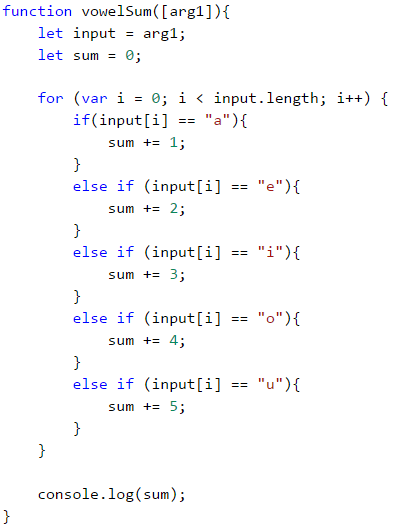 function vowelSum([arg1]){
    let input = arg1;
    let sum = 0;

    for (var i = 0; i < input.length; i++) {
        if(input[i] == "a"){
            sum += 1;
        }
        else if (input[i] == "e"){
            sum += 2;
        }
        else if (input[i] == "i"){
            sum += 3;
        }
        else if (input[i] == "o"){
            sum += 4;
        }
        else if (input[i] == "u"){
            sum += 5;
        }
    }

    console.log(sum);
}